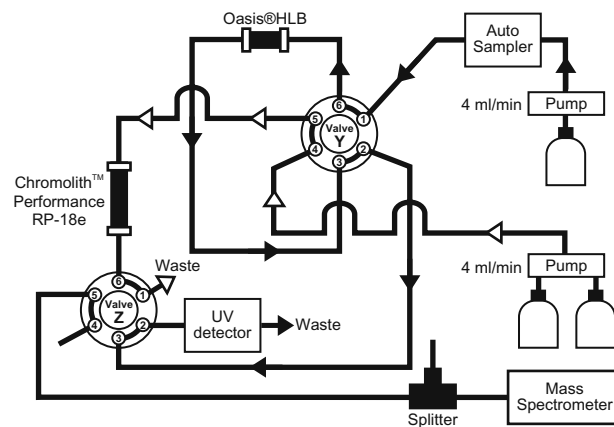 Oasis®HLB
Auto
Sampler
4 ml/min
Pump
6
5
1
Valve
Y
4
2
3
Chromolith™
Performance
RP-18e
4 ml/min
Pump
Waste
6
5
1
Valve
Z
4
2
3
UV
detector
Waste
Splitter
Mass
Spectrometer